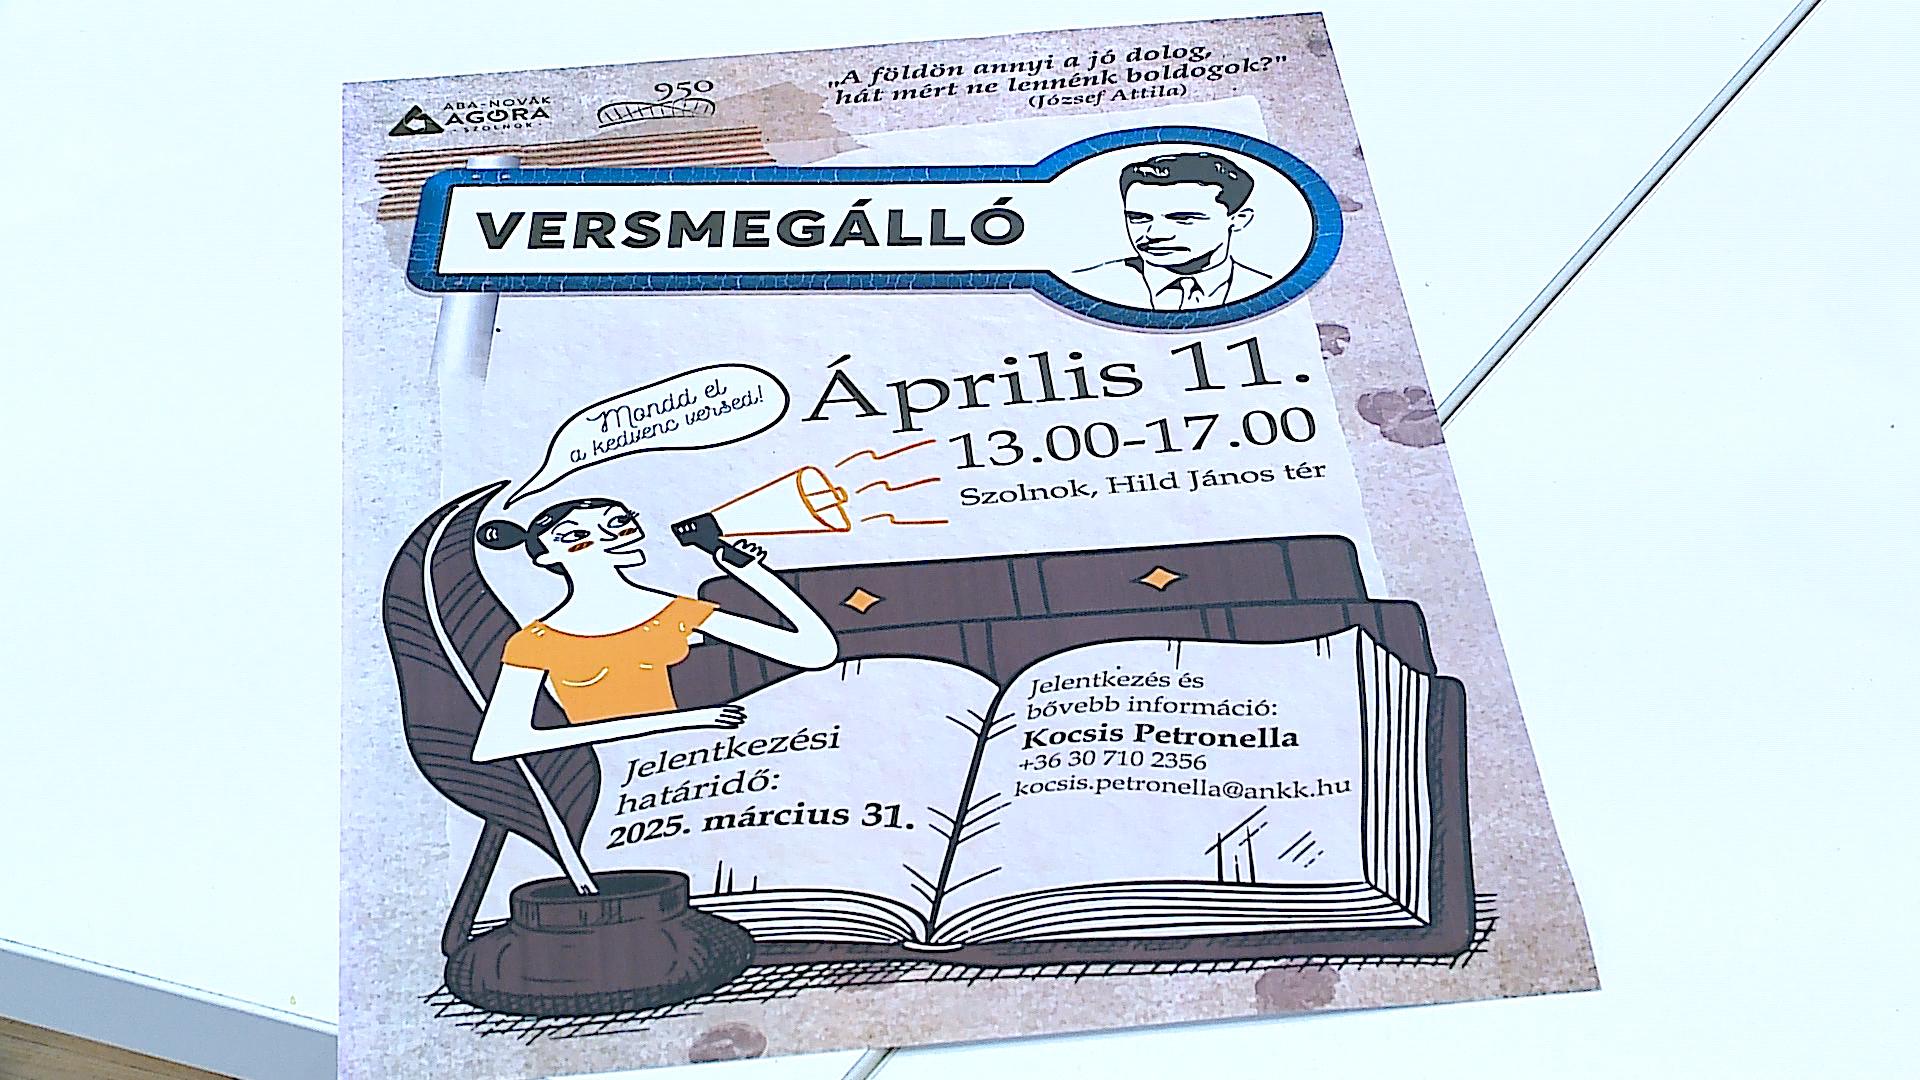 ABA-NOVÁK
AGÓRA
·SZOLNOK·
950
„A földön annyi a jó dolog,
hát mért ne lennénk boldogok?"
(József Attila)
VERSMEGÁLLÓ
Április 11.
13.00-17.00
Szolnok, Hild János tér
Mondd el
a kedvenc versed!
Jelentkezési
határidő:
2025. március 31.
Jelentkezés és
bővebb információ:
Kocsis Petronella
+36 30 710 2356
kocsis.petronella@ankk.hu